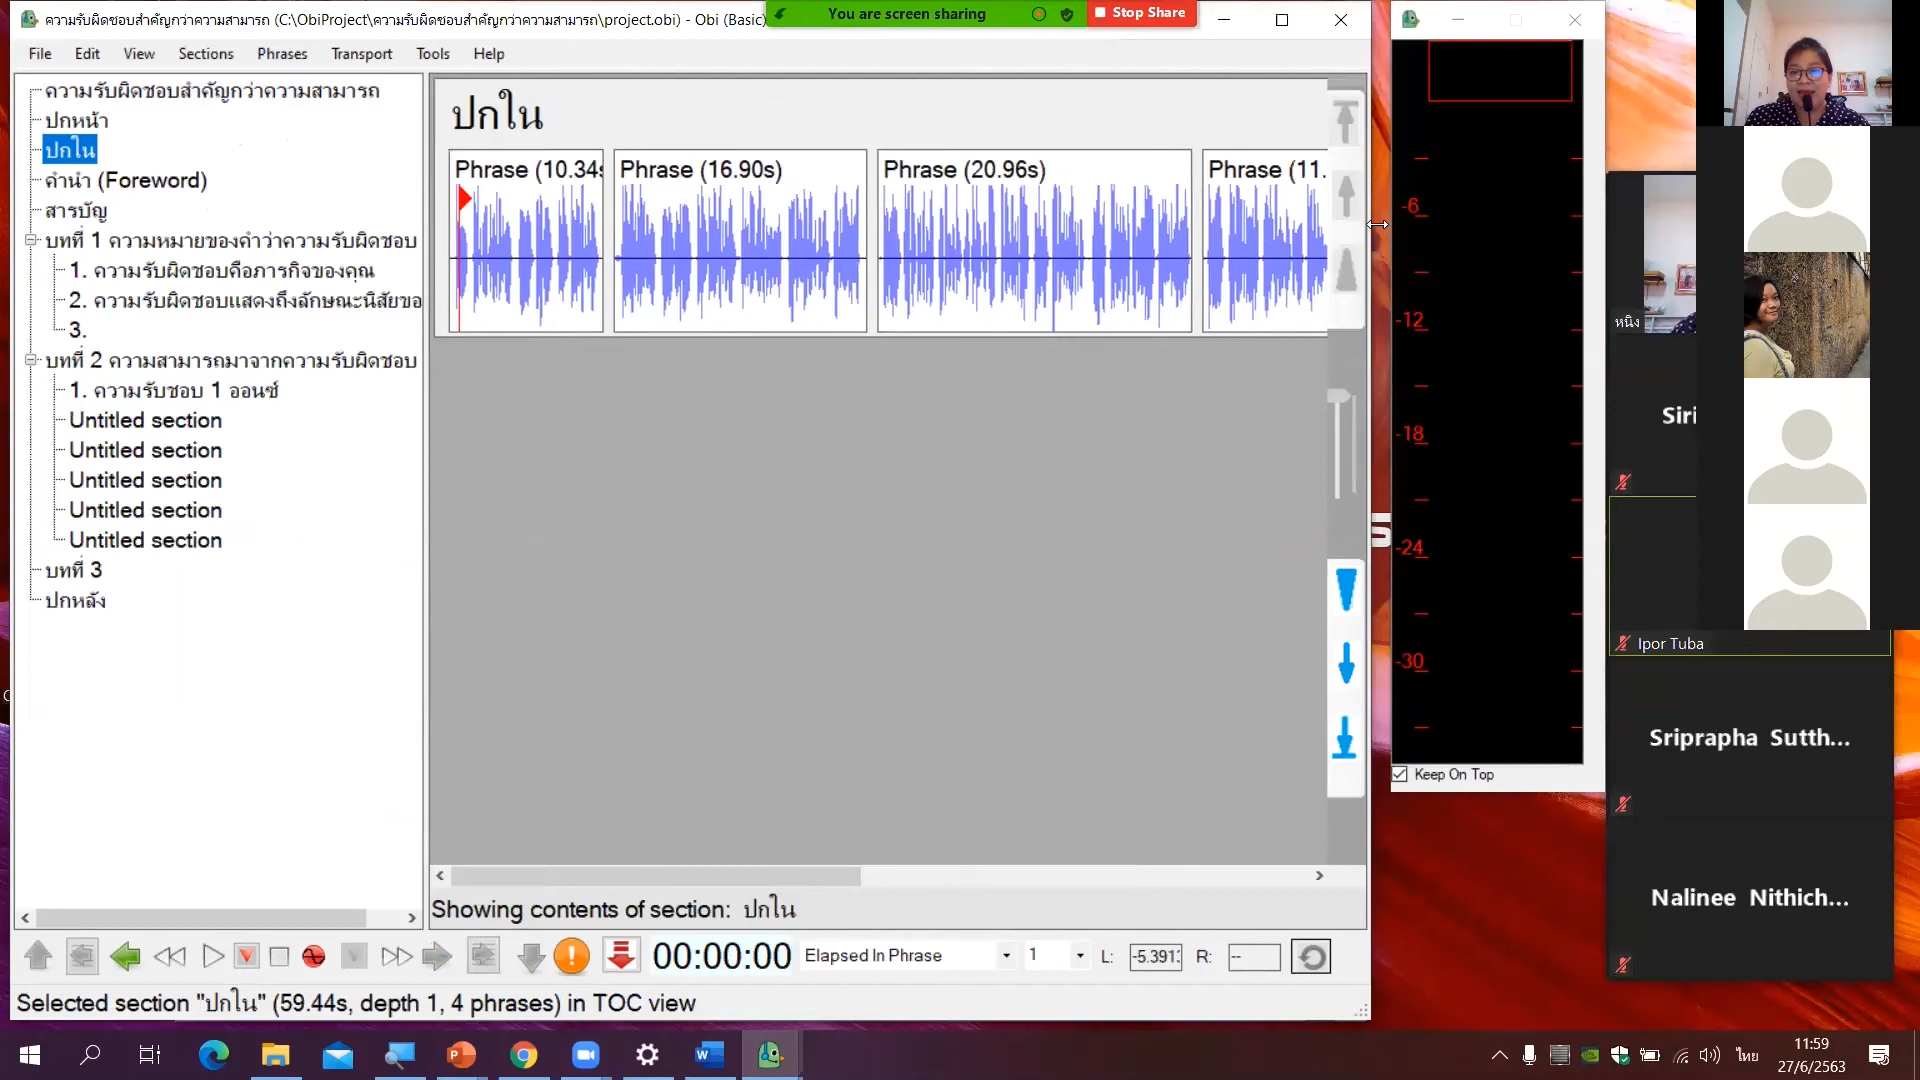 ความรับผิดชอบสำคัญกว่าความสามารถ (C:\ObiProject\ความรับผิดชอบสำคัญกว่าความสามารถ\project.obi) - Obi (Basic)
You are screen sharing
Stop Share
File Edit View Sections Phrases Transport Tools Help
ความรับผิดชอบสำคัญกว่าความสามารถ
ปกหน้า
ปกใน
คำนำ (Foreword)
สารบัญ
บทที่ 1 ความหมายของคำว่าความรับผิดชอบ
1. ความรับผิดชอบคือภารกิจของคุณ
2. ความรับผิดชอบแสดงถึงลักษณะนิสัยขอ
3.
บทที่ 2 ความสามารถมาจากความรับผิดชอบ
1. ความรับชอบ 1 ออนซ์
Untitled section
Untitled section
Untitled section
Untitled section
Untitled section
บทที่ 3
ปกหลัง
ปกใน
Phrase (10.34s
Phrase (16.90s)
Phrase (20.96s)
Phrase (11.
Showing contents of section: ปกใน
00:00:00
Elapsed In Phrase
1
L:
-5.391
R:
--
Selected section "ปกใน" (59.44s, depth 1, 4 phrases) in TOC view
-6
-12
-18
-24
-30
Keep On Top
หนิง
Siri
Ipor Tuba
Sriprapha Sutth...
Nalinee Nithich...
ไทย
11:59
27/6/2563